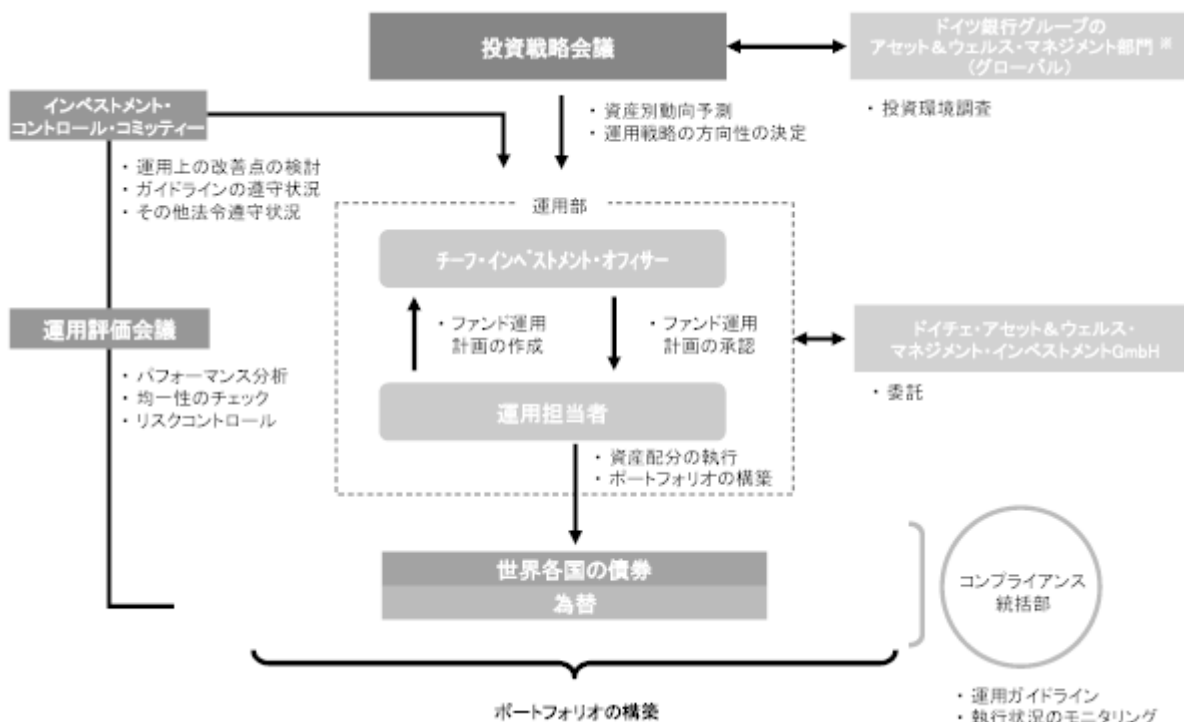 投資戦略会議
ドイツ銀行グループの
アセット&ウェルス・マネジメント部門 ※
(グローバル)
・投資環境調査
・資産別動向予測
・運用戦略の方向性の決定
インベストメント・
コントロール・コミッティー
・運用上の改善点の検討
・ガイドラインの遵守状況
・その他法令遵守状況
運用部
チーフ・インベストメント・オフィサー
・ファンド運用
計画の作成
・ファンド運用
計画の承認
運用評価会議
・パフォーマンス分析
・均一性のチェック
・リスクコントロール
ドイチェ・アセット&ウェルス・
マネジメント・インベストメントGmbH
・委託
運用担当者
・資産配分の執行
・ポートフォリオの構築
世界各国の債券
為替
コンプライアンス
統括部
ポートフォリオの構築
・運用ガイドライン
・執行状況のモニタリング